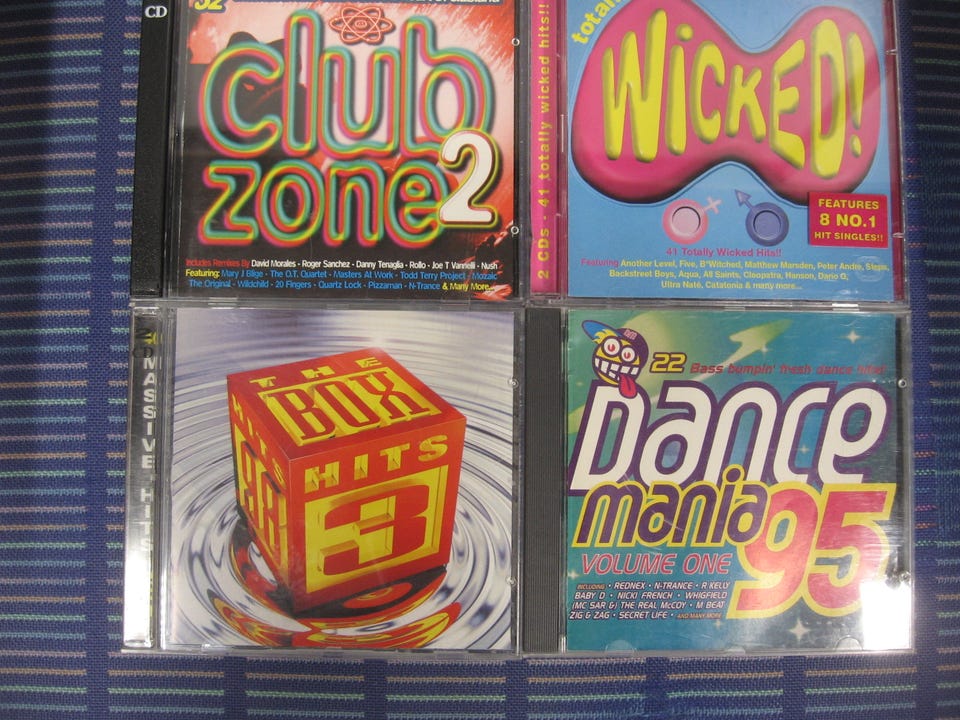 CD
32
club
zone 2
Includes Remixes By David Morales - Roger Sanchez - Danny Tenaglia - Rollo - Joe T Vannelli - Nush
Featuring: Mary J Blige - The O.T. Quartet - Masters At Work - Todd Terry Project - Mozaic
The Original - Wildchild - 20 Fingers - Quartz Lock - Pizzaman - N-Trance & Many More...
2 CDs - 41 totally wicked hits!!
totally
WiCKED!
FEATURES
8 NO.1
HIT SINGLES!!
41 Totally Wicked Hits!!
Featuring Another Level, Five, B*Witched, Matthew Marsden, Peter Andre, Steps,
Backstreet Boys, Aqua, All Saints, Cleopatra, Hanson, Dario G,
Ultra Naté, Catatonia & many more...
MASSIVE HITS
THE
BOX
HITS
3
22 Bass bumpin' fresh dance hits!
Dance
mania 95
VOLUME ONE
INCLUDING • REDNEX • N-TRANCE • R KELLY
BABY D • NICKI FRENCH • WHIGFIELD
(MC SAR &) THE REAL McCOY • M BEAT
ZIG & ZAG • SECRET LIFE • AND MANY MORE